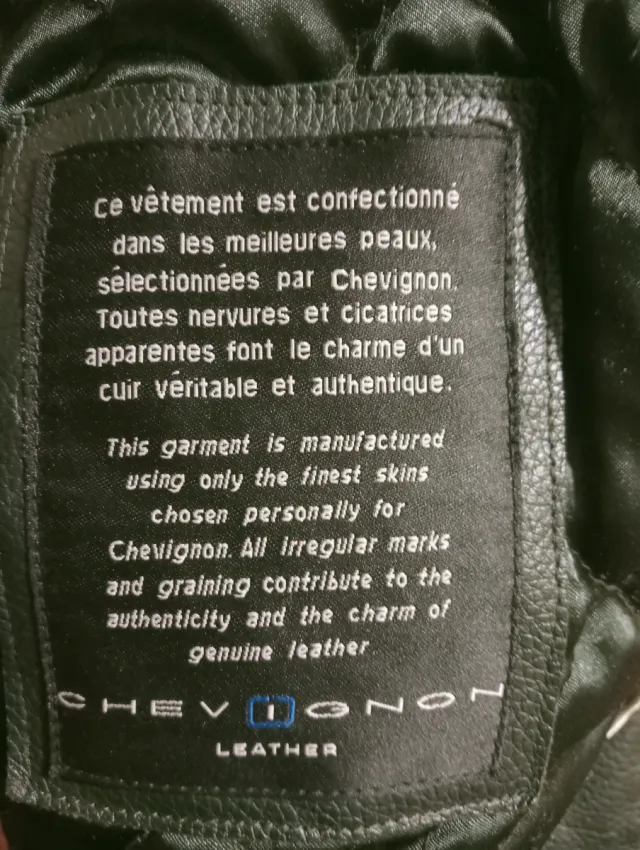 Ce vêtement est confectionné
dans les meilleures peaux,
sélectionnées par Chevignon.
Toutes nervures et cicatrices
apparentes font le charme d'un
cuir véritable et authentique.
This garment is manufactured
using only the finest skins
chosen personally for
Chevignon. All irregular marks
and graining contribute to the
authenticity and the charm of
genuine leather
CHEVIGNON
LEATHER